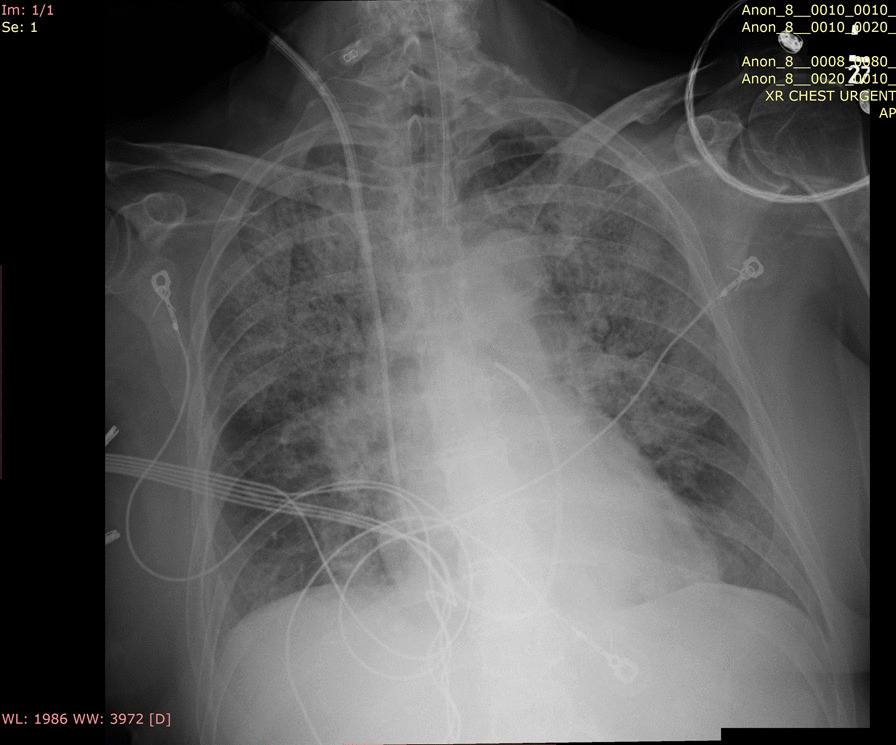 Im: 1/1
Se: 1
Anon_8__0010_0010_
Anon_8__0010_0020_
Anon_8__0008_0080_
Anon_8__0020_0010_
XR CHEST URGENT
AP
WL: 1986 WW: 3972 [D]